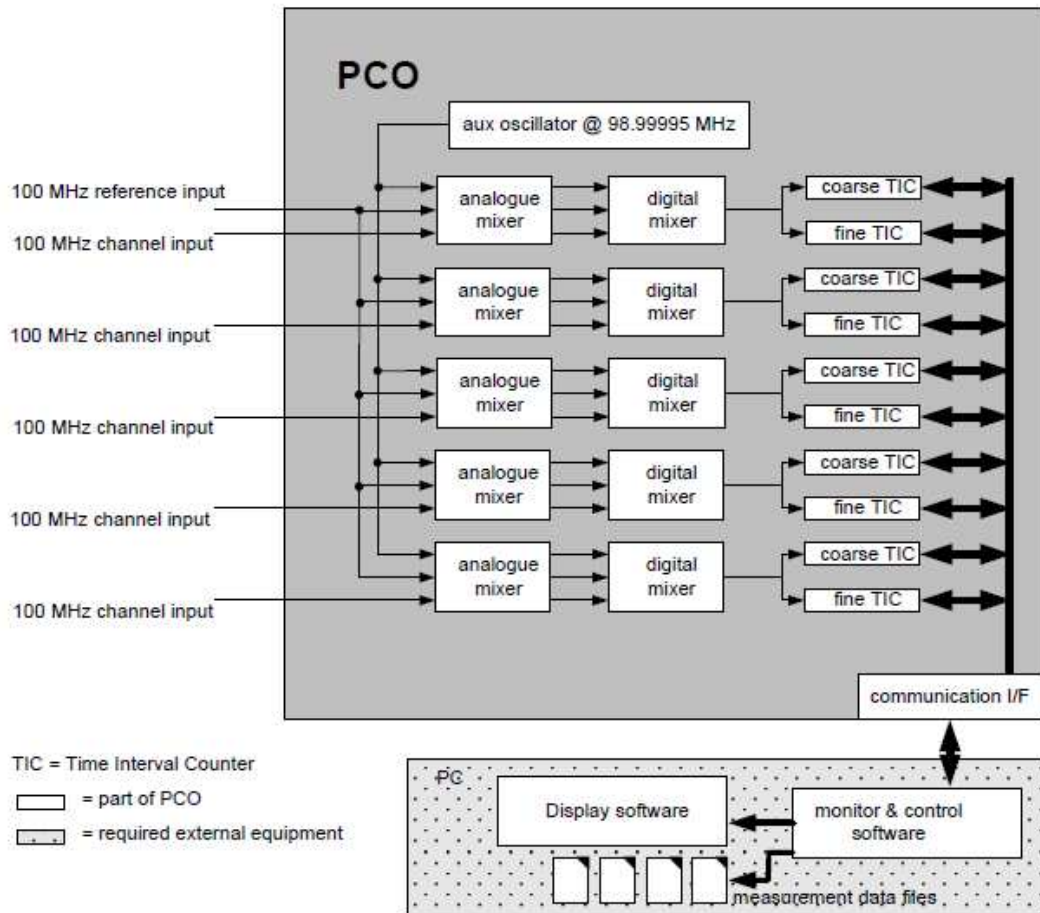 PCO
aux oscillator @ 98.99995 MHz
100 MHz reference input
100 MHz channel input
analogue
mixer
digital
mixer
coarse TIC
fine TIC
100 MHz channel input
analogue
mixer
digital
mixer
coarse TIC
fine TIC
100 MHz channel input
analogue
mixer
digital
mixer
coarse TIC
fine TIC
100 MHz channel input
analogue
mixer
digital
mixer
coarse TIC
fine TIC
100 MHz channel input
analogue
mixer
digital
mixer
coarse TIC
fine TIC
communication I/F
TIC = Time Interval Counter
= part of PCO
= required external equipment
PC
Display software
monitor & control
software
measurement data files